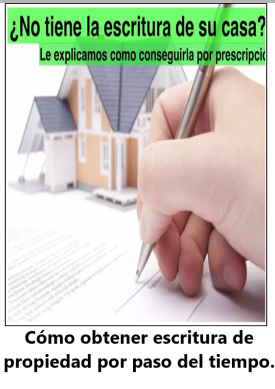 ¿No tiene la escritura de su casa?
Le explicamos como conseguirla por prescripció
Cómo obtener escritura de
propiedad por paso del tiempo.